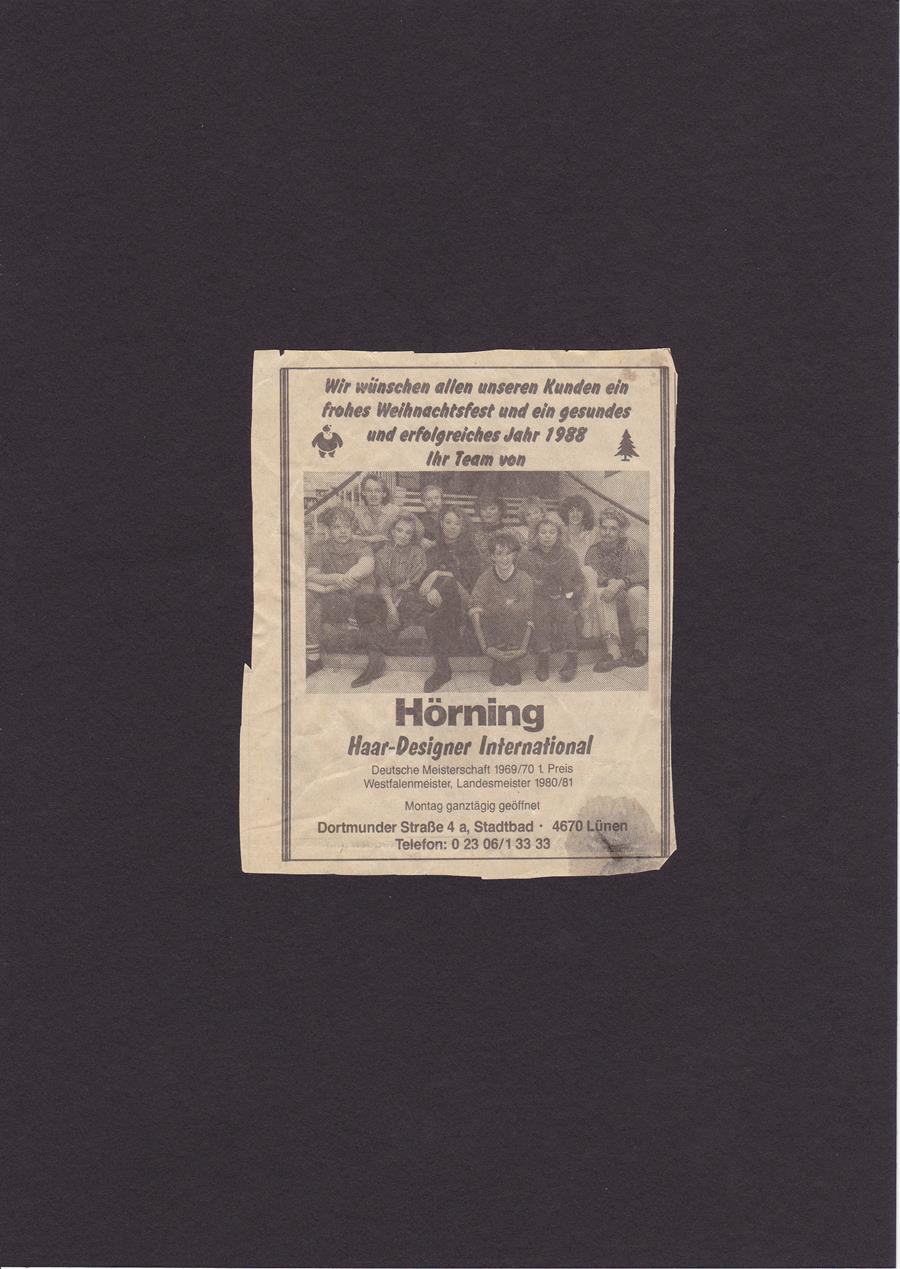 Wir wünschen allen unseren Kunden ein
frohes Weihnachtsfest und ein gesundes
und erfolgreiches Jahr 1988
Ihr Team von
Hörning
Haar-Designer International
Deutsche Meisterschaft 1969/70 1. Preis
Westfalenmeister, Landesmeister 1980/81
Montag ganztägig geöffnet
Dortmunder Straße 4 a, Stadtbad · 4670 Lünen
Telefon: 0 23 06/1 33 33